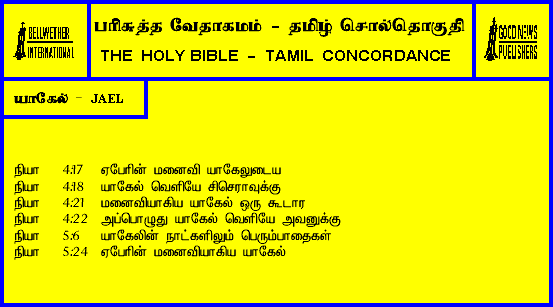 BELLWETHER
INTERNATIONAL
பரிசுத்த வேதாகமம் - தமிழ் சொல்தொகுதி
THE HOLY BIBLE - TAMIL CONCORDANCE
GOOD NEWS
PUBLISHERS
யாகேல் - JAEL
நியா 4:17 ஏபேரின் மனைவி யாகேலுடைய
நியா 4:18 யாகேல் வெளியே சிசெராவுக்கு
நியா 4:21 மனைவியாகிய யாகேல் ஒரு கூடார
நியா 4:22 அப்பொழுது யாகேல் வெளியே அவனுக்கு
நியா 5:6 யாகேலின் நாட்களிலும் பெரும்பாதைகள்
நியா 5:24 ஏபேரின் மனைவியாகிய யாகேல்